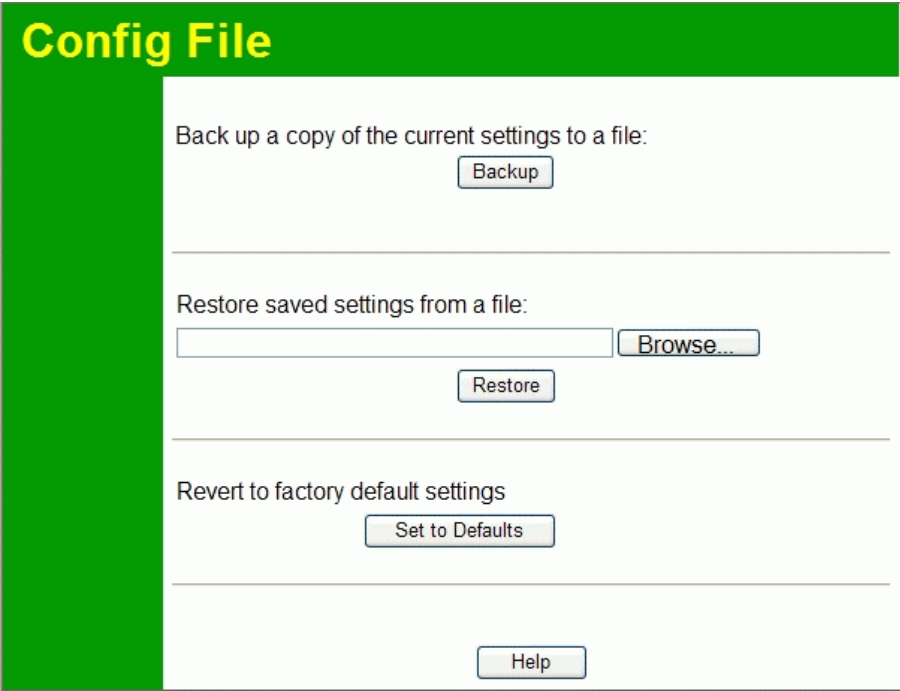 Config File
Back up a copy of the current settings to a file:
Backup
Restore saved settings from a file:
Browse...
Restore
Revert to factory default settings
Set to Defaults
Help